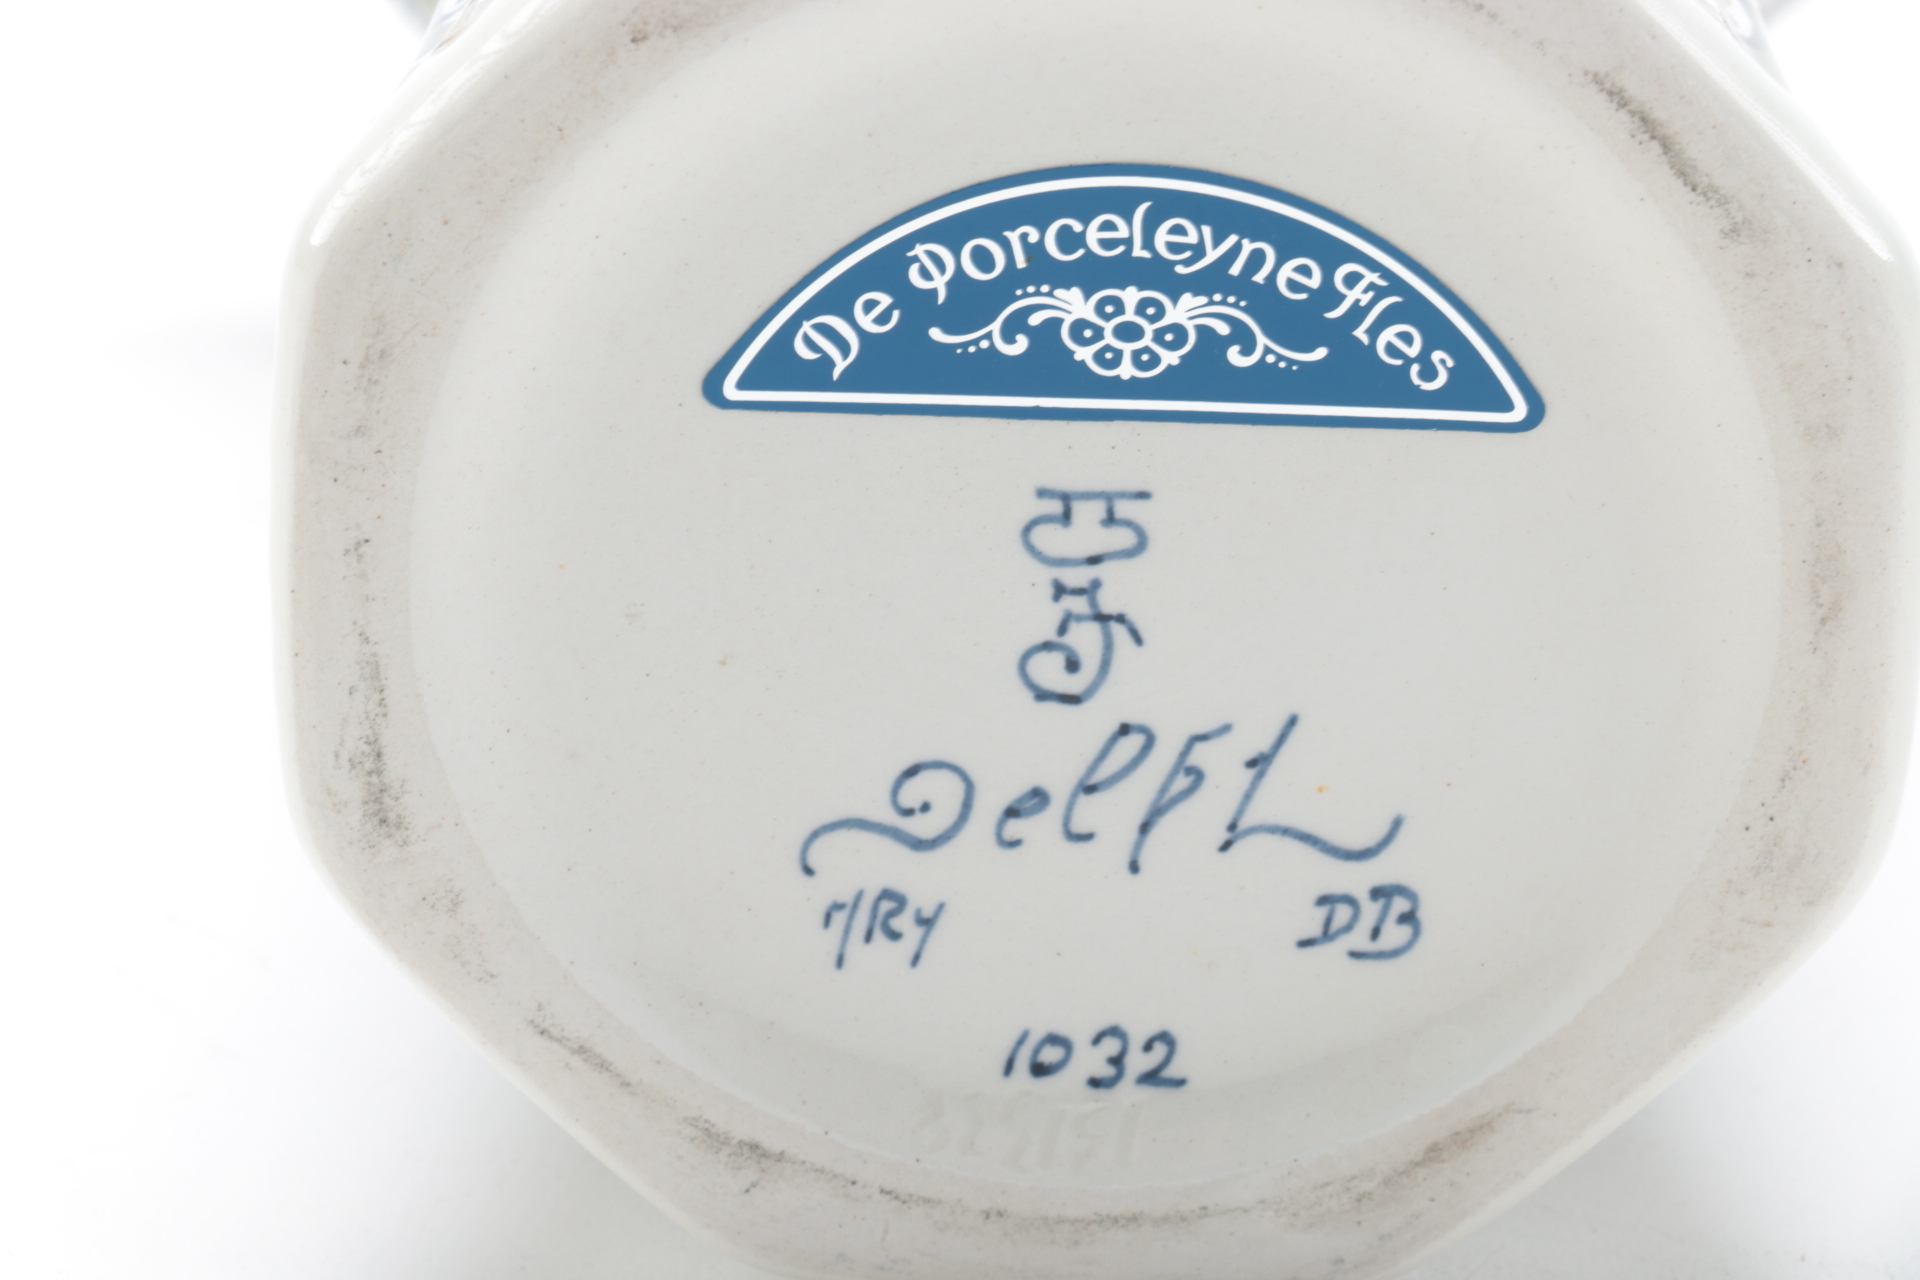 De Porceleyne Fles
Delft
DB
1032